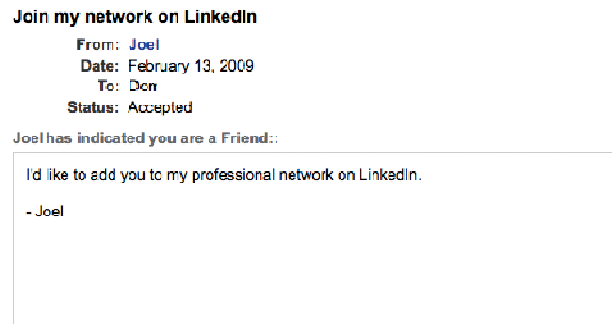 Join my network on LinkedIn
From: Joel
Date: February 13, 2009
To: Don
Status: Accepted
Joel has indicated you are a Friend::
I'd like to add you to my professional network on LinkedIn.
- Joel